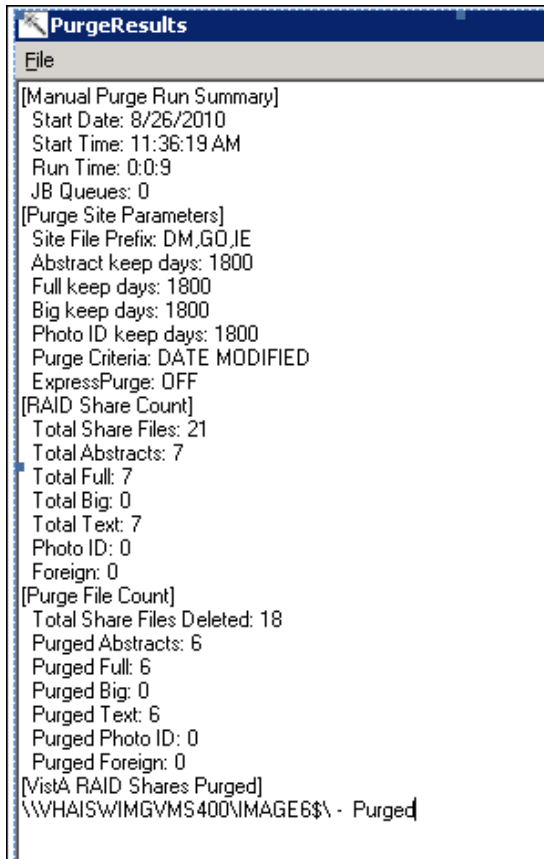 PurgeResults
File
[Manual Purge Run Summary]
Start Date: 8/26/2010
Start Time: 11:36:19 AM
Run Time: 0:0:9
JB Queues: 0
[Purge Site Parameters]
Site File Prefix: DM,GO,IE
Abstract keep days: 1800
Full keep days: 1800
Big keep days: 1800
Photo ID keep days: 1800
Purge Criteria: DATE MODIFIED
ExpressPurge: OFF
[RAID Share Count]
Total Share Files: 21
Total Abstracts: 7
Total Full: 7
Total Big: 0
Total Text: 7
Photo ID: 0
Foreign: 0
[Purge File Count]
Total Share Files Deleted: 18
Purged Abstracts: 6
Purged Full: 6
Purged Big: 0
Purged Text: 6
Purged Photo ID: 0
Purged Foreign: 0
[VistA RAID Shares Purged]
\\VHAISWIMGVMS400\IMAGE6$\ - Purged